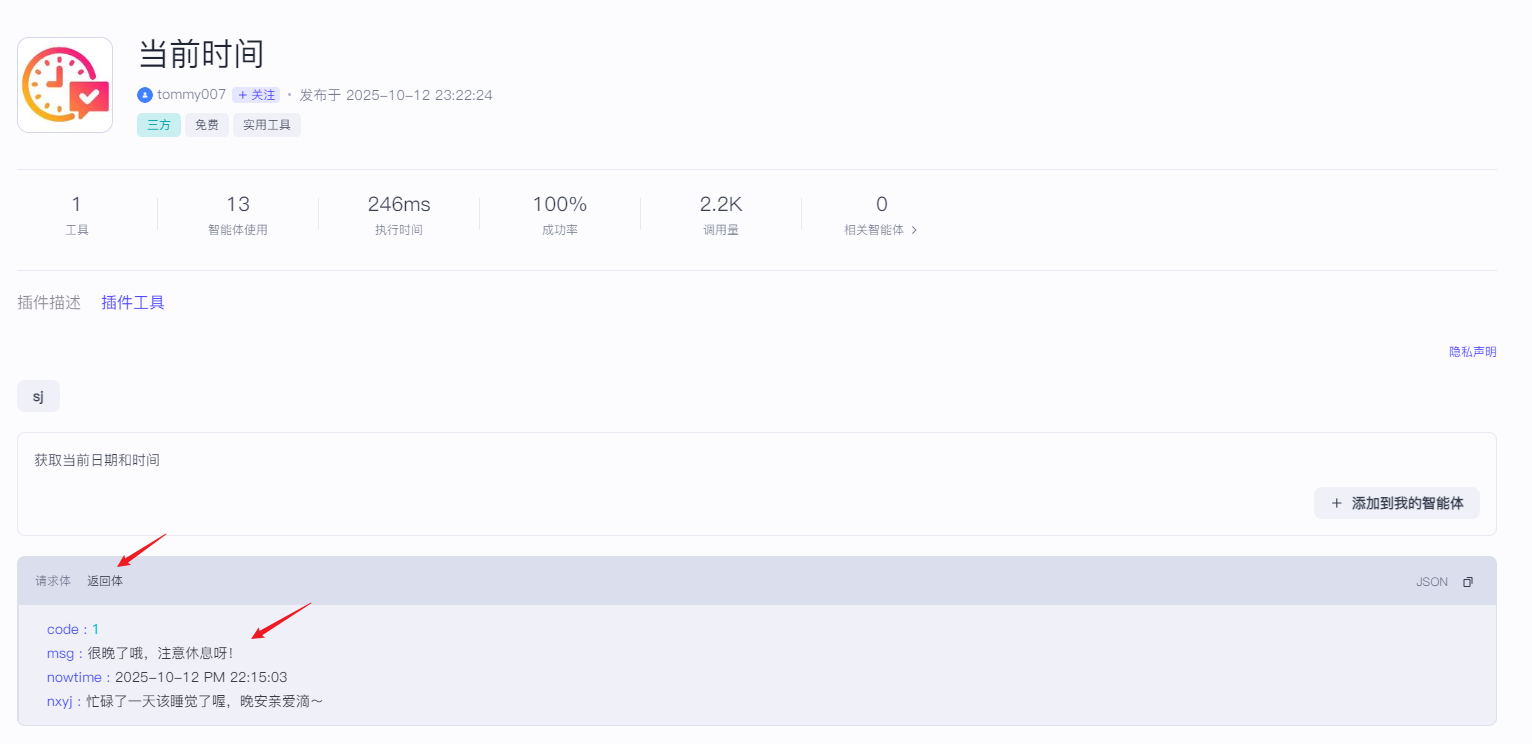 当前时间
tommy007 + 关注 · 发布于 2025-10-12 23:22:24
三方 免费 实用工具
1 13 246ms 100% 2.2K 0
工具 智能体使用 执行时间 成功率 调用量 相关智能体 >
插件描述 插件工具
隐私声明
sj
获取当前日期和时间
+ 添加到我的智能体
请求体 返回体 JSON
code : 1
msg : 很晚了哦，注意休息呀！
nowtime : 2025-10-12 PM 22:15:03
nxyj : 忙碌了一天该睡觉了喔，晚安亲爱滴～